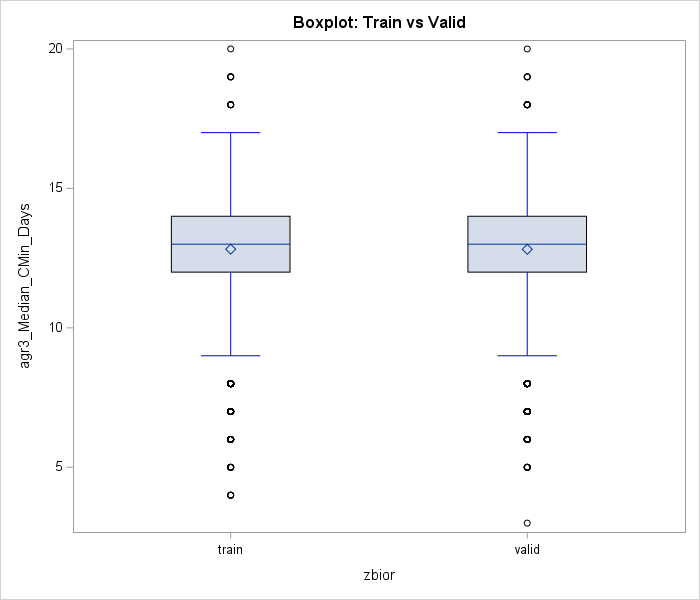 Boxplot: Train vs Valid
20
15
10
5
agr3_Median_CMin_Days
train
valid
zbior